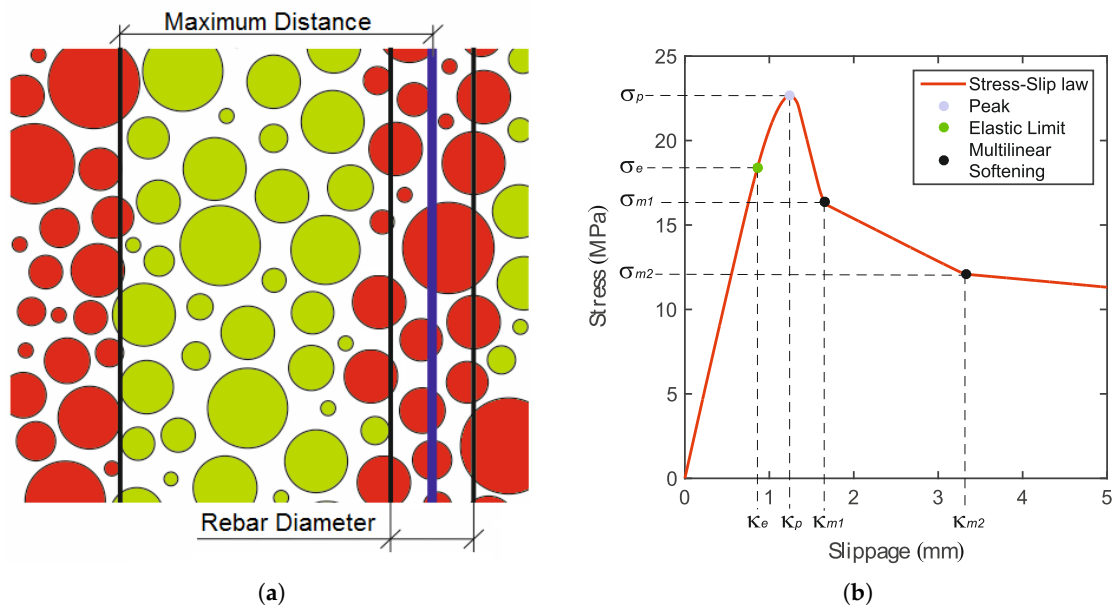 Maximum Distance
Rebar Diameter
(a)
25
20
15
10
5
0
σp
σe
σm1
σm2
Stress (MPa)
Stress-Slip law
Peak
Elastic Limit
Multilinear
Softening
0 1 2 3 4 5
κe κp κm1 κm2
Slippage (mm)
(b)